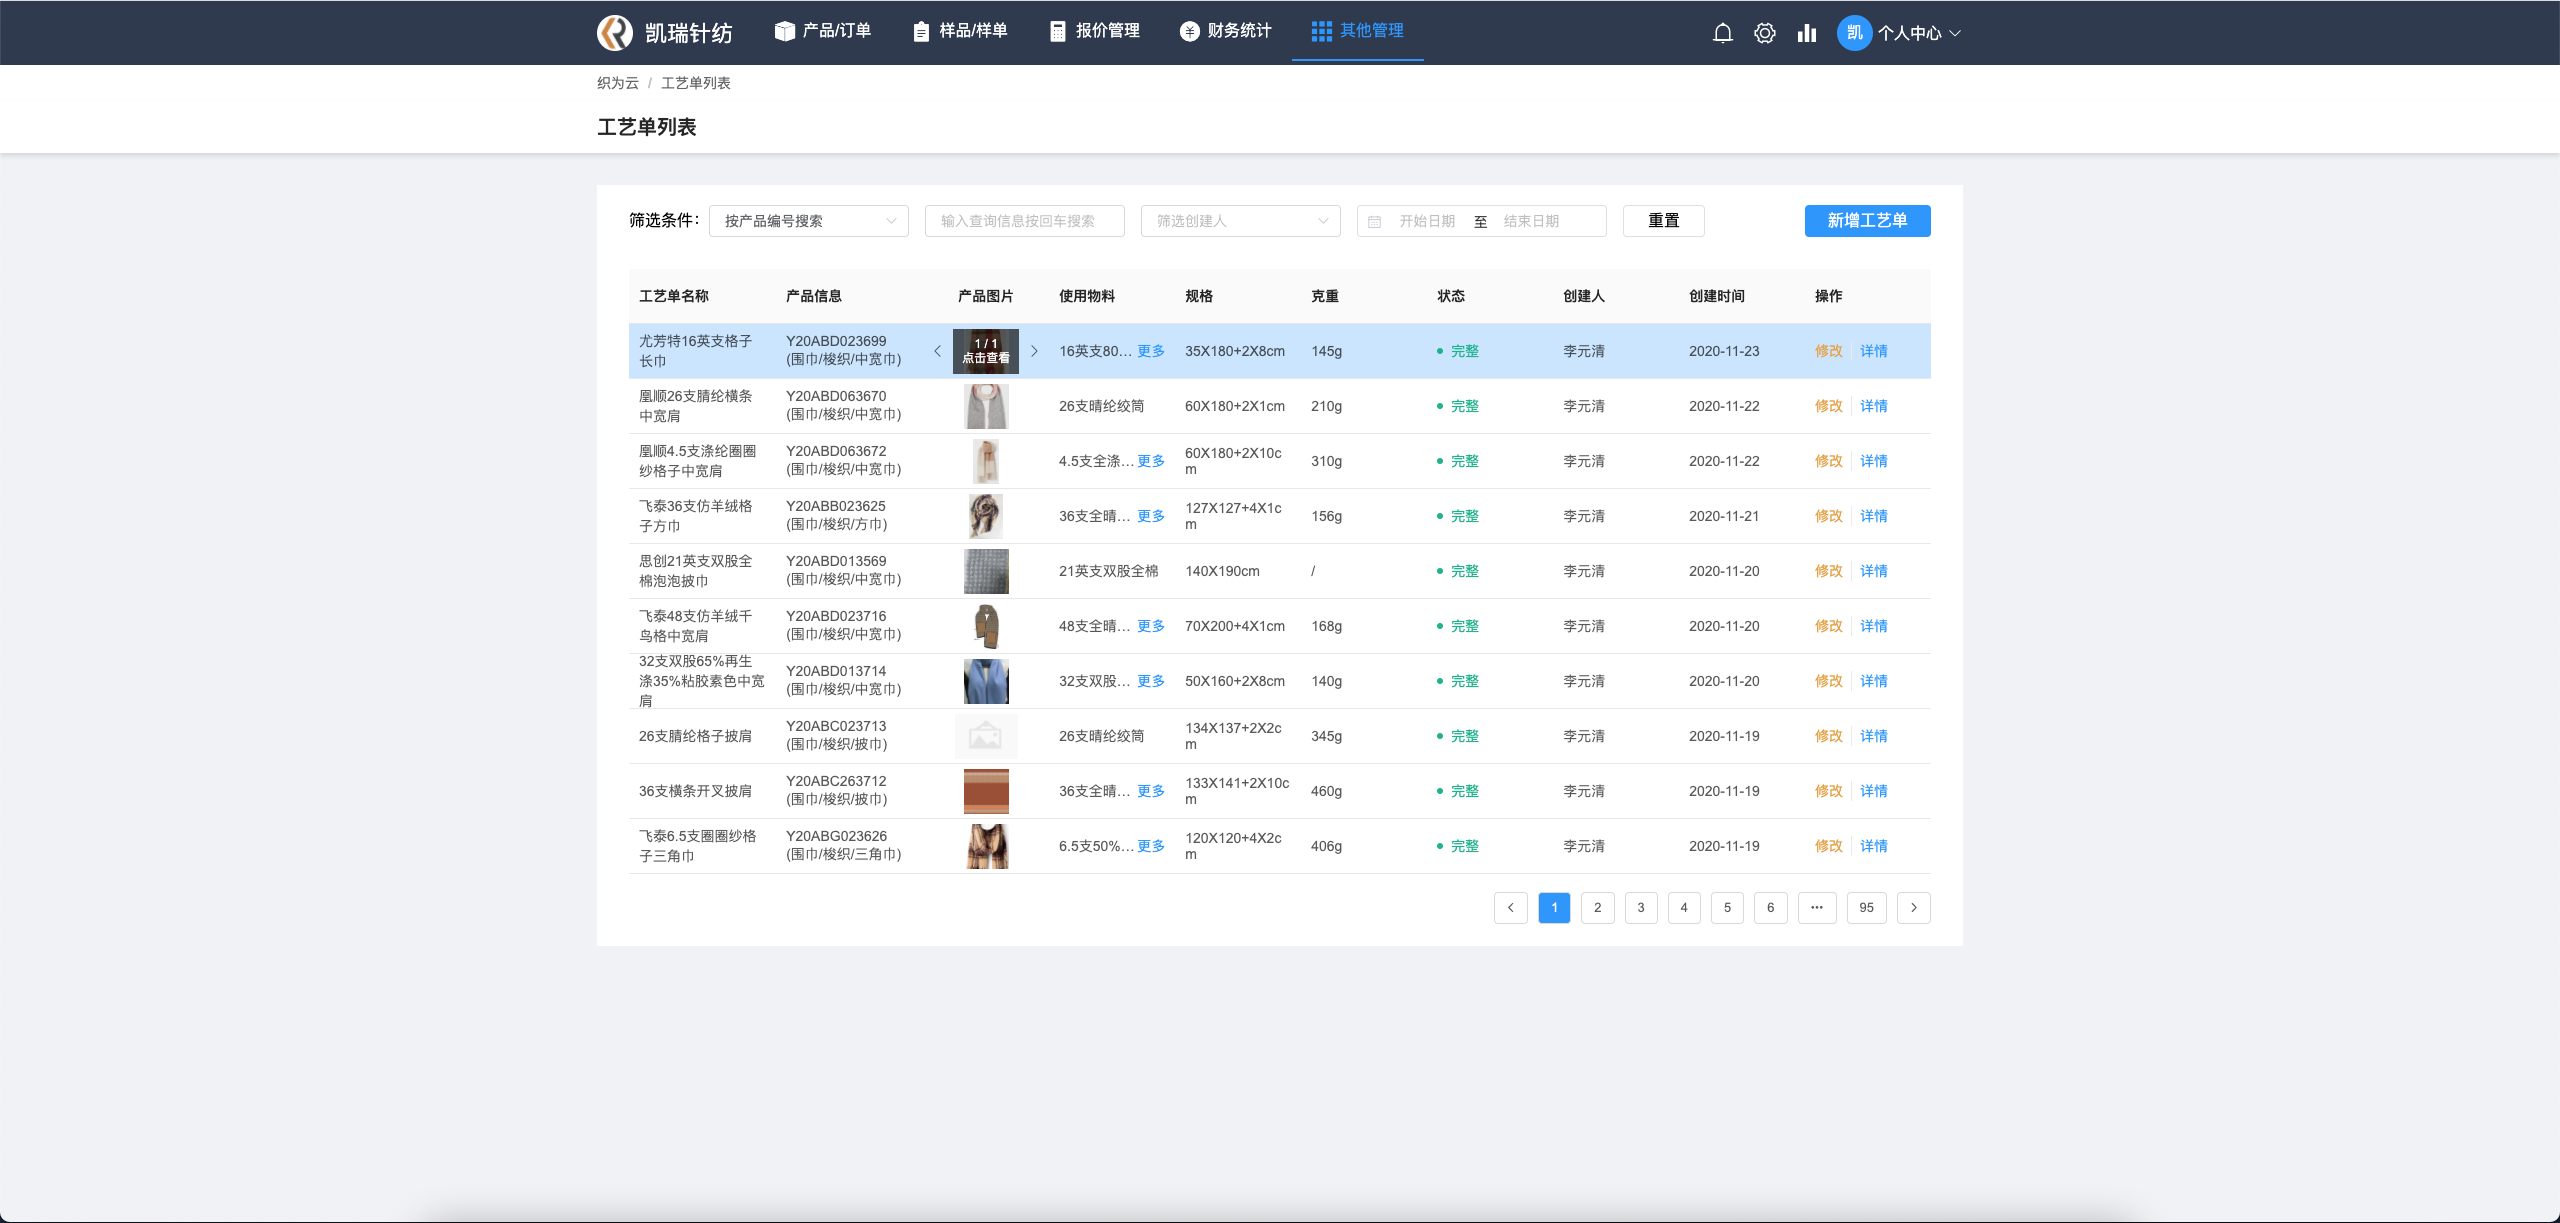 凯瑞针纺 产品/订单 样品/样单 报价管理 财务统计 其他管理 凯 个人中心
织为云 / 工艺单列表
工艺单列表
筛选条件: 按产品编号搜索 输入查询信息按回车搜索 筛选创建人 开始日期 至 结束日期 重置 新增工艺单
工艺单名称 产品信息 产品图片 使用物料 规格 克重 状态 创建人 创建时间 操作
尤芳特16英支格子
长巾
Y20ABD023699
(围巾/梭织/中宽巾)
1 / 1
点击查看
16英支80... 更多 35X180+2X8cm 145g 完整 李元清 2020-11-23 修改 详情
凰顺26支腈纶横条
中宽肩
Y20ABD063670
(围巾/梭织/中宽巾)
26支晴纶绞筒 60X180+2X1cm 210g 完整 李元清 2020-11-22 修改 详情
凰顺4.5支涤纶圈圈
纱格子中宽肩
Y20ABD063672
(围巾/梭织/中宽巾)
4.5支全涤... 更多
60X180+2X10c
m
310g 完整 李元清 2020-11-22 修改 详情
飞泰36支仿羊绒格
子方巾
Y20ABB023625
(围巾/梭织/方巾)
36支全晴... 更多
127X127+4X1c
m
156g 完整 李元清 2020-11-21 修改 详情
思创21英支双股全
棉泡泡披巾
Y20ABD013569
(围巾/梭织/中宽巾)
21英支双股全棉 140X190cm / 完整 李元清 2020-11-20 修改 详情
飞泰48支仿羊绒千
鸟格中宽肩
Y20ABD023716
(围巾/梭织/中宽巾)
48支全晴... 更多 70X200+4X1cm 168g 完整 李元清 2020-11-20 修改 详情
32支双股65%再生
涤35%粘胶素色中宽
肩
Y20ABD013714
(围巾/梭织/中宽巾)
32支双股... 更多 50X160+2X8cm 140g 完整 李元清 2020-11-20 修改 详情
26支腈纶格子披肩
Y20ABC023713
(围巾/梭织/披巾)
26支晴纶绞筒
134X137+2X2c
m
345g 完整 李元清 2020-11-19 修改 详情
36支横条开叉披肩
Y20ABC263712
(围巾/梭织/披巾)
36支全晴... 更多
133X141+2X10c
m
460g 完整 李元清 2020-11-19 修改 详情
飞泰6.5支圈圈纱格
子三角巾
Y20ABG023626
(围巾/梭织/三角巾)
6.5支50%... 更多
120X120+4X2c
m
406g 完整 李元清 2020-11-19 修改 详情
1 2 3 4 5 6 ••• 95